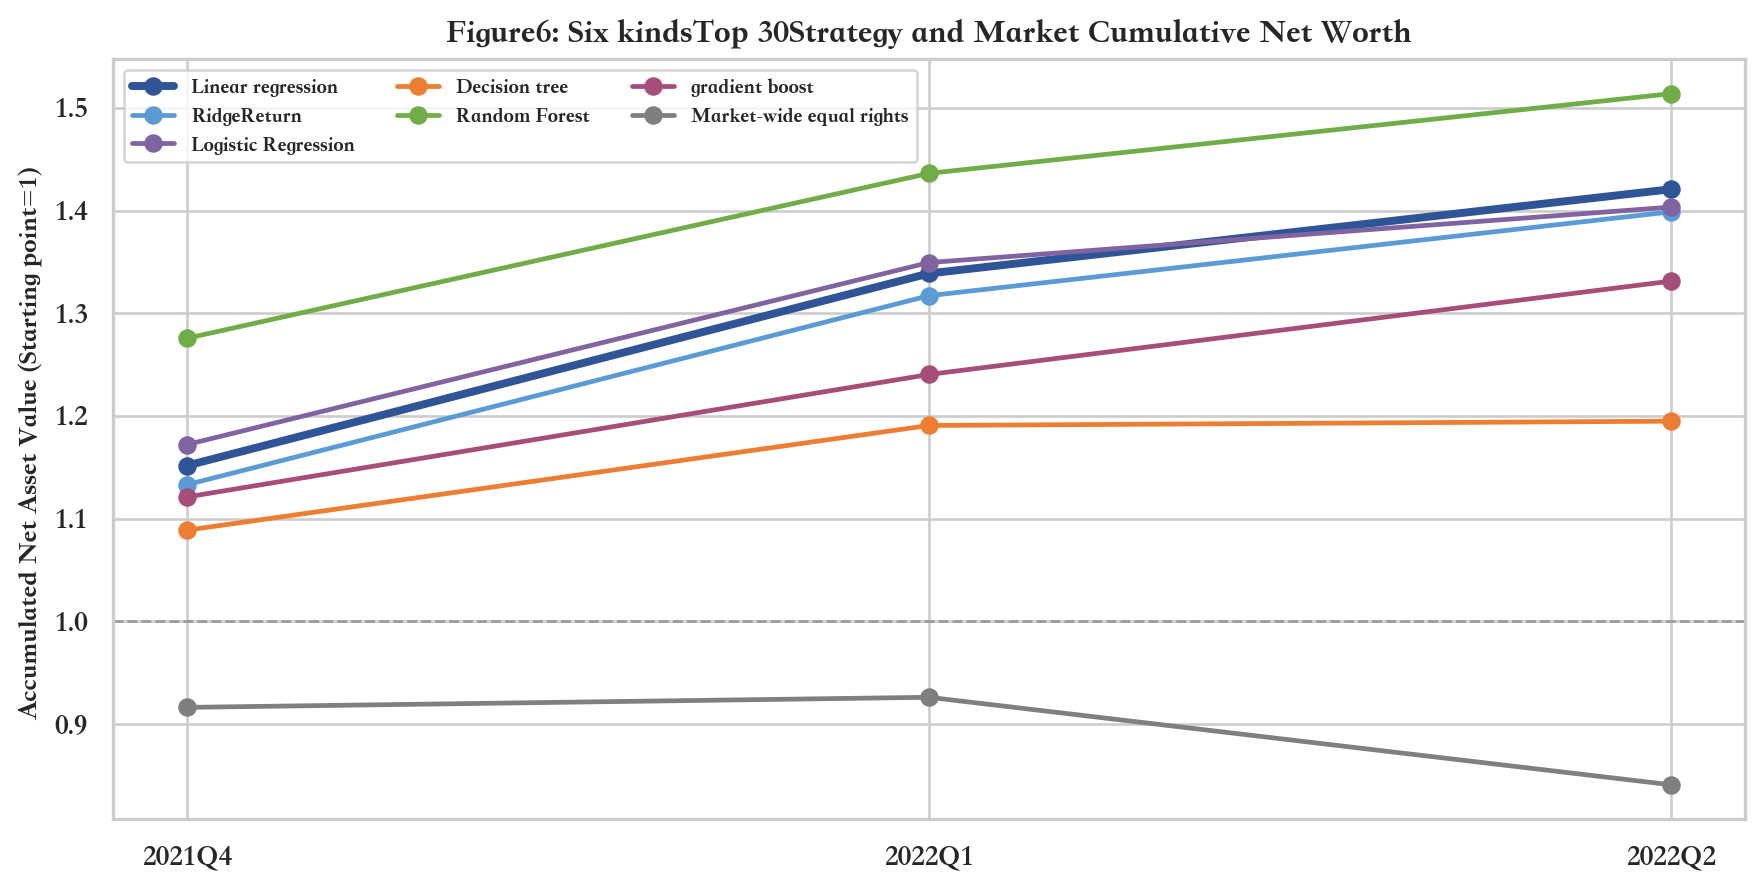 Figure6: Six kindsTop 30Strategy and Market Cumulative Net Worth
Linear regression
RidgeReturn
Logistic Regression
Decision tree
Random Forest
gradient boost
Market-wide equal rights
Accumulated Net Asset Value (Starting point=1)
1.5
1.4
1.3
1.2
1.1
1.0
0.9
2021Q4
2022Q1
2022Q2